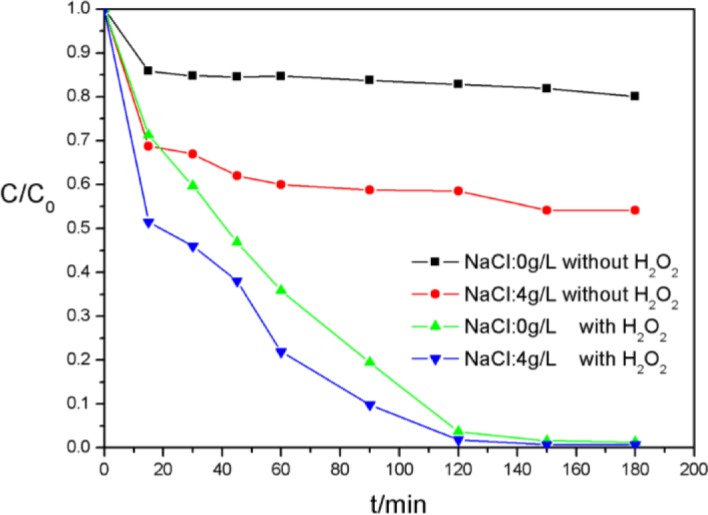 1.0
0.9
0.8
0.7
0.6
C/C₀
0.5
0.4
0.3
0.2
0.1
0.0
NaCl:0g/L without H₂O₂
NaCl:4g/L without H₂O₂
NaCl:0g/L with H₂O₂
NaCl:4g/L with H₂O₂
0 20 40 60 80 100 120 140 160 180 200
t/min